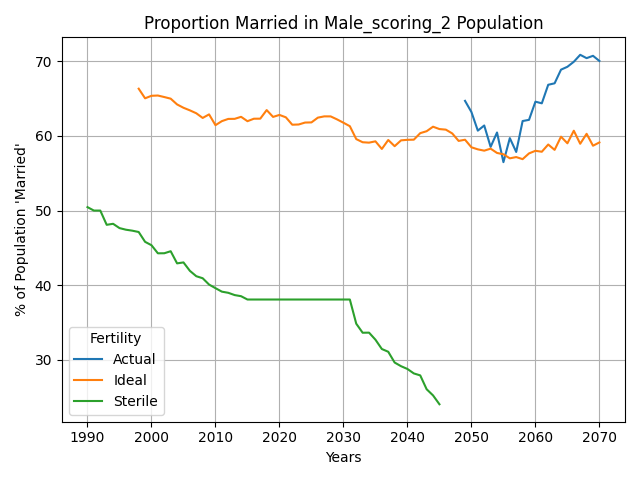 Proportion Married in Male_scoring_2 Population
% of Population 'Married'
70
60
50
40
30
Fertility
Actual
Ideal
Sterile
1990 2000 2010 2020 2030 2040 2050 2060 2070
Years